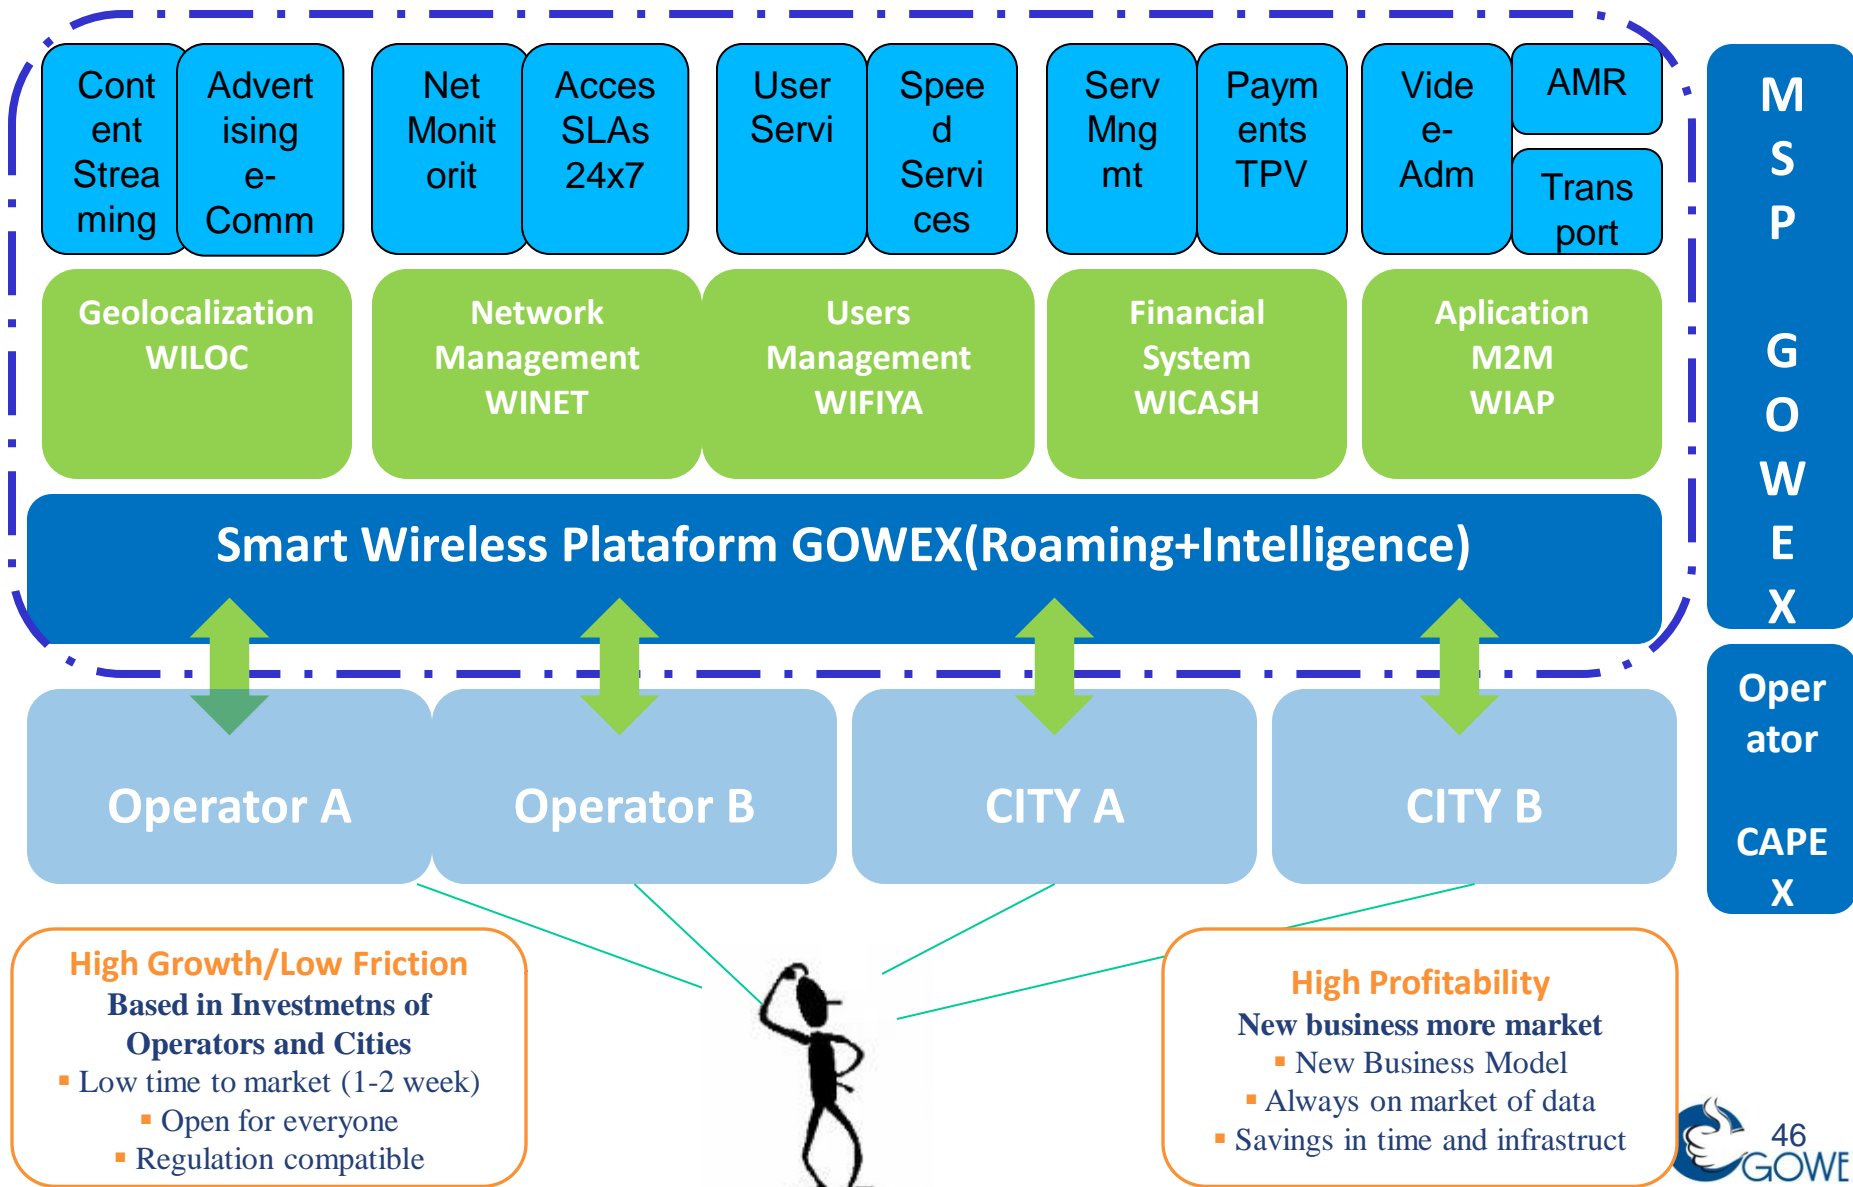 Cont
ent
Strea
ming
Advert
ising
e-
Comm
Net
Monit
orit
Acces
SLAs
24x7
User
Servi
Spee
d
Servi
ces
Serv
Mng
mt
Paym
ents
TPV
Vide
e-
Adm
AMR
Trans
port
M
S
P
G
O
W
E
X
Geolocalization
WILOC
Network
Management
WINET
Users
Management
WIFIYA
Financial
System
WICASH
Aplication
M2M
WIAP
Smart Wireless Plataform GOWEX(Roaming+Intelligence)
Operator A
Operator B
CITY A
CITY B
Oper
ator
CAPE
X
High Growth/Low Friction
Based in Investmetns of
Operators and Cities
▪ Low time to market (1-2 week)
▪ Open for everyone
▪ Regulation compatible
High Profitability
New business more market
▪ New Business Model
▪ Always on market of data
▪ Savings in time and infrastruct
46
GOWE